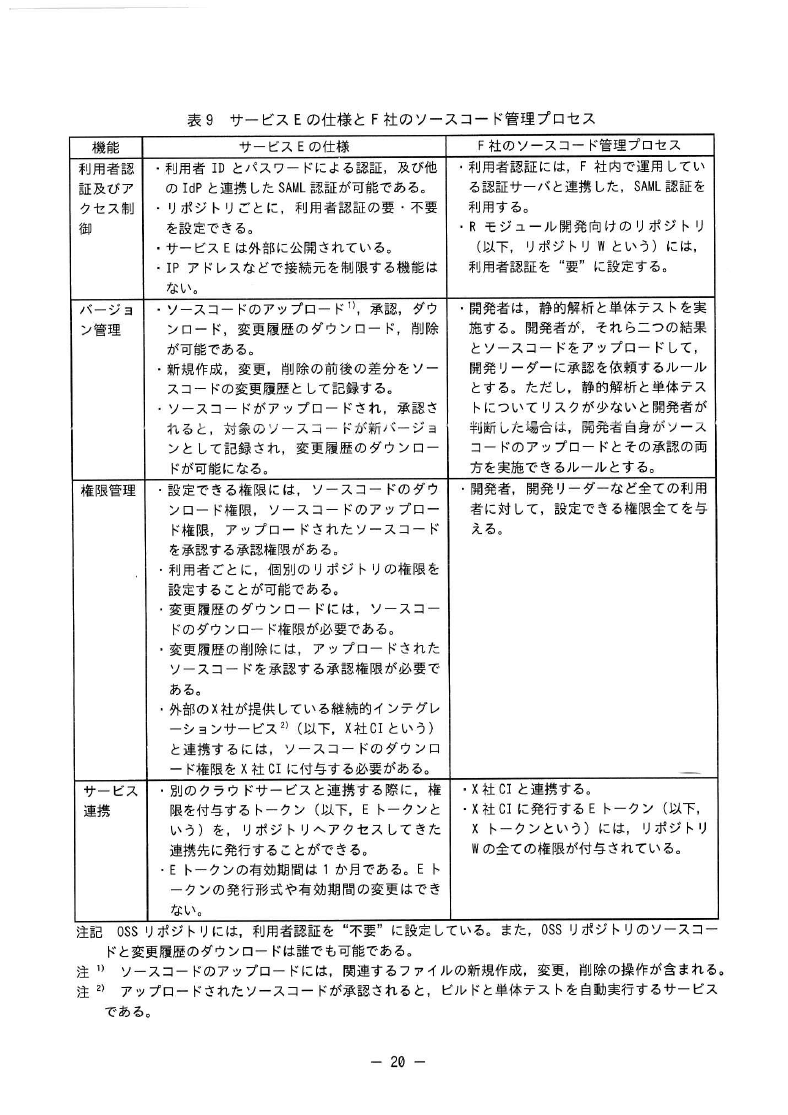 表9 サービスEの仕様とF社のソースコード管理プロセス
機能
サービスEの仕様
F社のソースコード管理プロセス
利用者認
証及びア
クセス制
御
・利用者 ID とパスワードによる認証，及び他
の IdP と連携した SAML 認証が可能である。
・リポジトリごとに，利用者認証の要・不要
を設定できる。
・サービス E は外部に公開されている。
・IP アドレスなどで接続元を制限する機能は
ない。
・利用者認証には，F 社内で運用してい
る認証サーバと連携した，SAML 認証を
利用する。
・R モジュール開発向けのリポジトリ
（以下，リポジトリ W という）には，
利用者認証を“要”に設定する。
バージョ
ン管理
・ソースコードのアップロード1)，承認，ダウ
ンロード，変更履歴のダウンロード，削除
が可能である。
・新規作成，変更，削除の前後の差分をソー
スコードの変更履歴として記録する。
・ソースコードがアップロードされ，承認さ
れると，対象のソースコードが新バージョ
ンとして記録され，変更履歴のダウンロー
ドが可能になる。
・開発者は，静的解析と単体テストを実
施する。開発者が，それら二つの結果
とソースコードをアップロードして，
開発リーダーに承認を依頼するルール
とする。ただし，静的解析と単体テス
トについてリスクが少ないと開発者が
判断した場合は，開発者自身がソース
コードのアップロードとその承認の両
方を実施できるルールとする。
権限管理
・設定できる権限には，ソースコードのダウ
ンロード権限，ソースコードのアップロー
ド権限，アップロードされたソースコード
を承認する承認権限がある。
・利用者ごとに，個別のリポジトリの権限を
設定することが可能である。
・変更履歴のダウンロードには，ソースコー
ドのダウンロード権限が必要である。
・変更履歴の削除には，アップロードされた
ソースコードを承認する承認権限が必要で
ある。
・外部のX社が提供している継続的インテグレ
ーションサービス2)（以下，X社CIという）
と連携するには，ソースコードのダウンロ
ード権限を X 社 CI に付与する必要がある。
・開発者，開発リーダーなど全ての利用
者に対して，設定できる権限全てを与
える。
サービス
連携
・別のクラウドサービスと連携する際に，権
限を付与するトークン（以下，E トークンと
いう）を，リポジトリへアクセスしてきた
連携先に発行することができる。
・E トークンの有効期間は 1 か月である。E ト
ークンの発行形式や有効期間の変更はでき
ない。
・X 社 CI と連携する。
・X 社 CI に発行する E トークン（以下，
X トークンという）には，リポジトリ
W の全ての権限が付与されている。
注記 OSS リポジトリには，利用者認証を“不要”に設定している。また，OSS リポジトリのソースコー
ドと変更履歴のダウンロードは誰でも可能である。
注 1) ソースコードのアップロードには，関連するファイルの新規作成，変更，削除の操作が含まれる。
注 2) アップロードされたソースコードが承認されると，ビルドと単体テストを自動実行するサービス
である。
― 20 ―